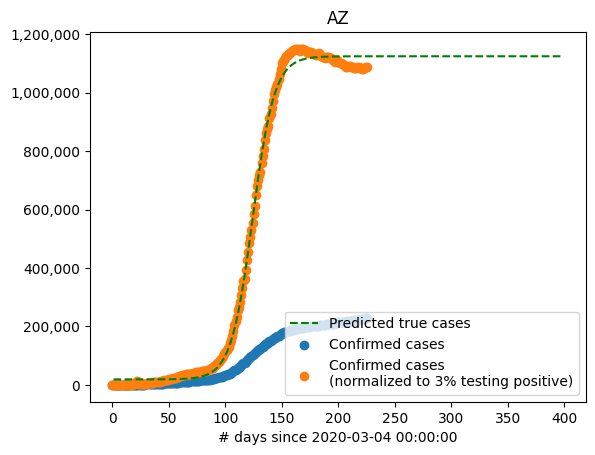 AZ
1,200,000
1,000,000
800,000
600,000
400,000
200,000
0
0 50 100 150 200 250 300 350 400
# days since 2020-03-04 00:00:00
Predicted true cases
Confirmed cases
Confirmed cases
(normalized to 3% testing positive)